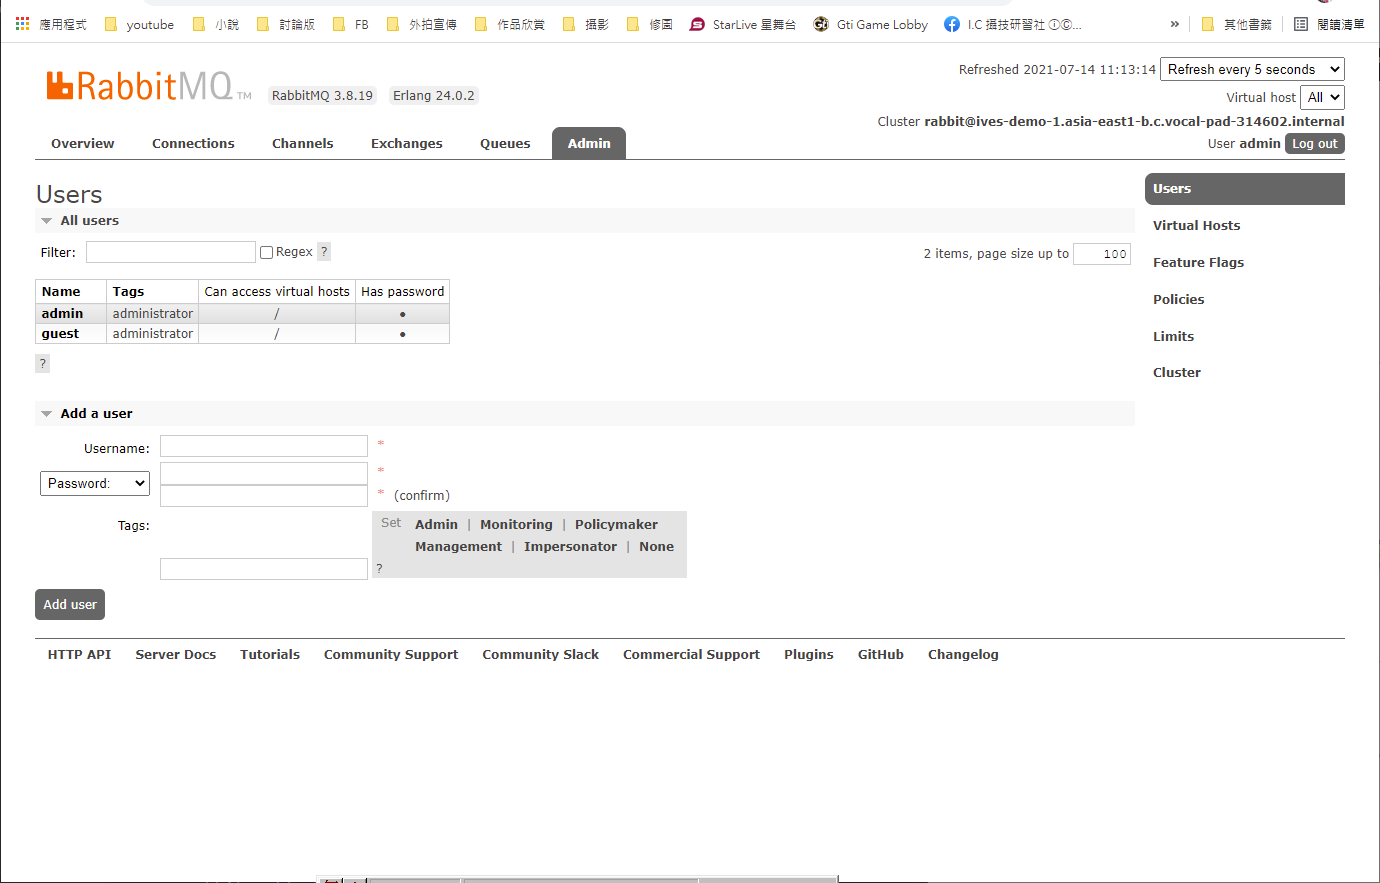 應用程式 youtube 小說 討論版 FB 外拍宣傳 作品欣賞 攝影 修圖 StarLive 星舞台 Gti Game Lobby I.C 攝技研習社 ⓘⒸ... » 其他書籤 閱讀清單
Refreshed 2021-07-14 11:13:14 Refresh every 5 seconds
RabbitMQ TM RabbitMQ 3.8.19 Erlang 24.0.2
Virtual host All
Cluster rabbit@ives-demo-1.asia-east1-b.c.vocal-pad-314602.internal
User admin Log out
Overview Connections Channels Exchanges Queues Admin
Users
All users
Filter: Regex ? 2 items, page size up to 100
Name Tags Can access virtual hosts Has password
admin administrator / ●
guest administrator / ●
?
Add a user
Username: *
Password: *
* (confirm)
Tags: Set Admin | Monitoring | Policymaker
Management | Impersonator | None
?
Add user
Users
Virtual Hosts
Feature Flags
Policies
Limits
Cluster
HTTP API Server Docs Tutorials Community Support Community Slack Commercial Support Plugins GitHub Changelog